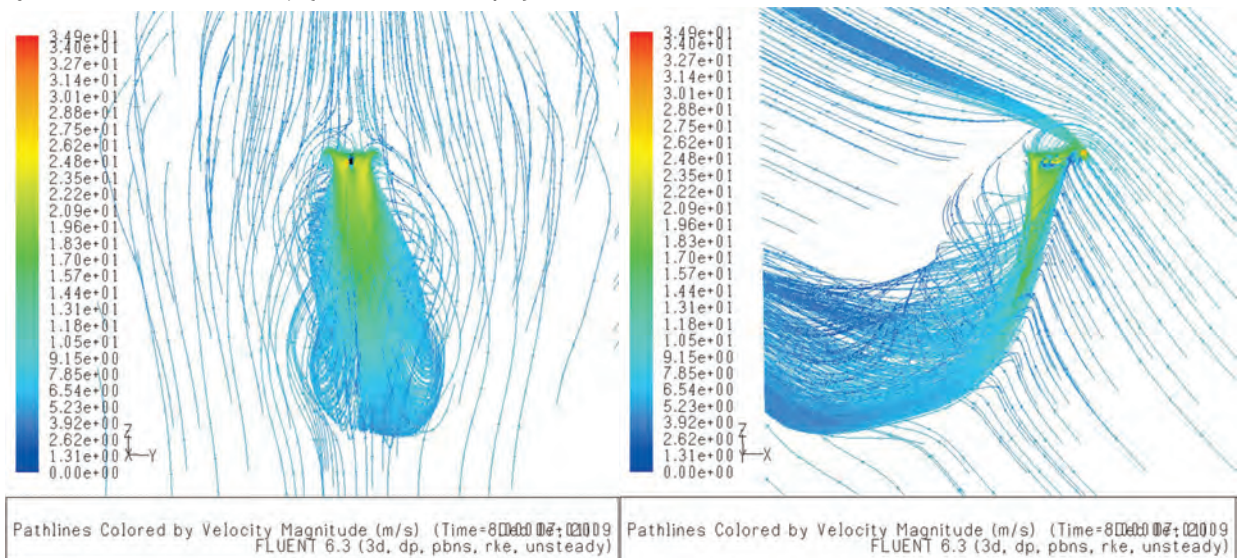 3.49e+01
3.40e+01
3.27e+01
3.14e+01
3.01e+01
2.88e+01
2.75e+01
2.62e+01
2.48e+01
2.35e+01
2.22e+01
2.09e+01
1.96e+01
1.83e+01
1.70e+01
1.57e+01
1.44e+01
1.31e+01
1.18e+01
1.05e+01
9.15e+00
7.85e+00
6.54e+00
5.23e+00
3.92e+00
2.62e+00
1.31e+00
0.00e+00
Z
X Y
Pathlines Colored by Velocity Magnitude (m/s) 2009
FLUENT 6.3 (3d, dp, pbns, rke, unsteady)
3.49e+01
3.40e+01
3.27e+01
3.14e+01
3.01e+01
2.88e+01
2.75e+01
2.62e+01
2.48e+01
2.35e+01
2.22e+01
2.09e+01
1.96e+01
1.83e+01
1.70e+01
1.57e+01
1.44e+01
1.31e+01
1.18e+01
1.05e+01
9.15e+00
7.85e+00
6.54e+00
5.23e+00
3.92e+00
2.62e+00
1.31e+00
0.00e+00
Z
Y X
Pathlines Colored by Velocity Magnitude (m/s) 2009
FLUENT 6.3 (3d, dp, pbns, rke, unsteady)